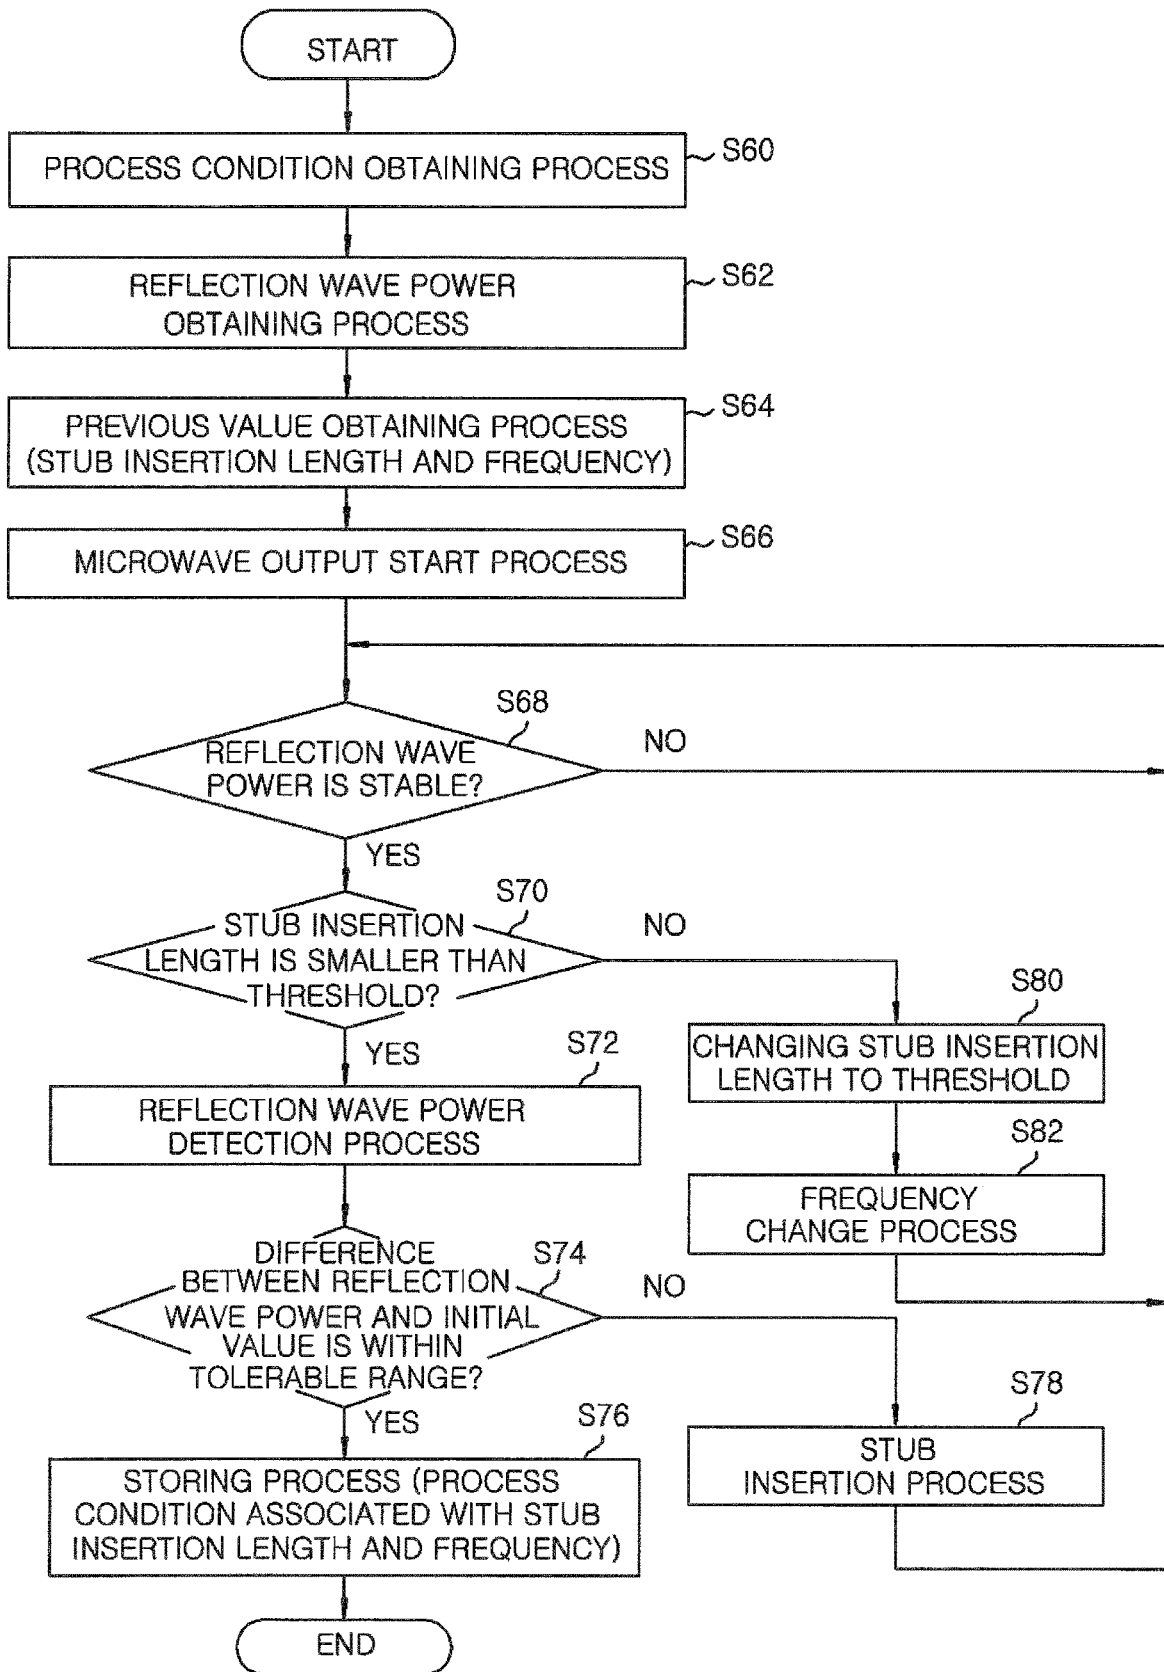 START
PROCESS CONDITION OBTAINING PROCESS
S60
REFLECTION WAVE POWER
OBTAINING PROCESS
S62
PREVIOUS VALUE OBTAINING PROCESS
(STUB INSERTION LENGTH AND FREQUENCY)
S64
MICROWAVE OUTPUT START PROCESS
S66
S68
REFLECTION WAVE
POWER IS STABLE?
NO
YES
S70
STUB INSERTION
LENGTH IS SMALLER THAN
THRESHOLD?
NO
YES
S80
CHANGING STUB INSERTION
LENGTH TO THRESHOLD
S72
REFLECTION WAVE POWER
DETECTION PROCESS
S82
FREQUENCY
CHANGE PROCESS
S74
DIFFERENCE
BETWEEN REFLECTION
WAVE POWER AND INITIAL
VALUE IS WITHIN
TOLERABLE RANGE?
NO
YES
S78
STUB
INSERTION PROCESS
S76
STORING PROCESS (PROCESS
CONDITION ASSOCIATED WITH STUB
INSERTION LENGTH AND FREQUENCY)
END